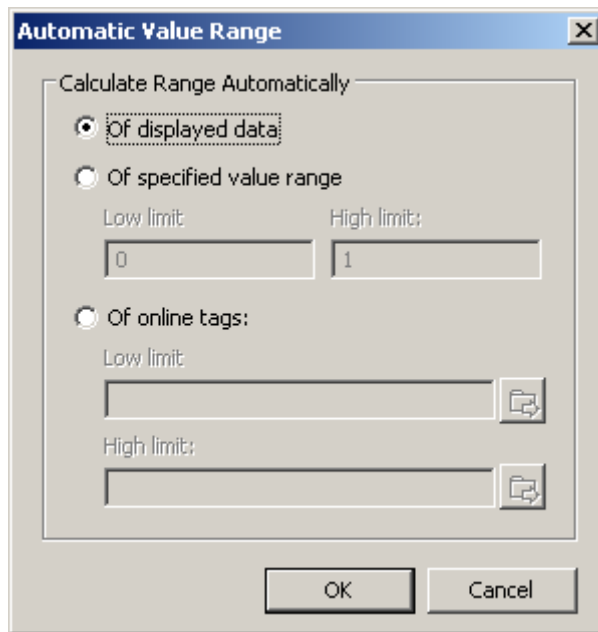 Automatic Value Range
Calculate Range Automatically
Of displayed data
Of specified value range
Low limit High limit:
0 1
Of online tags:
Low limit
High limit:
OK Cancel